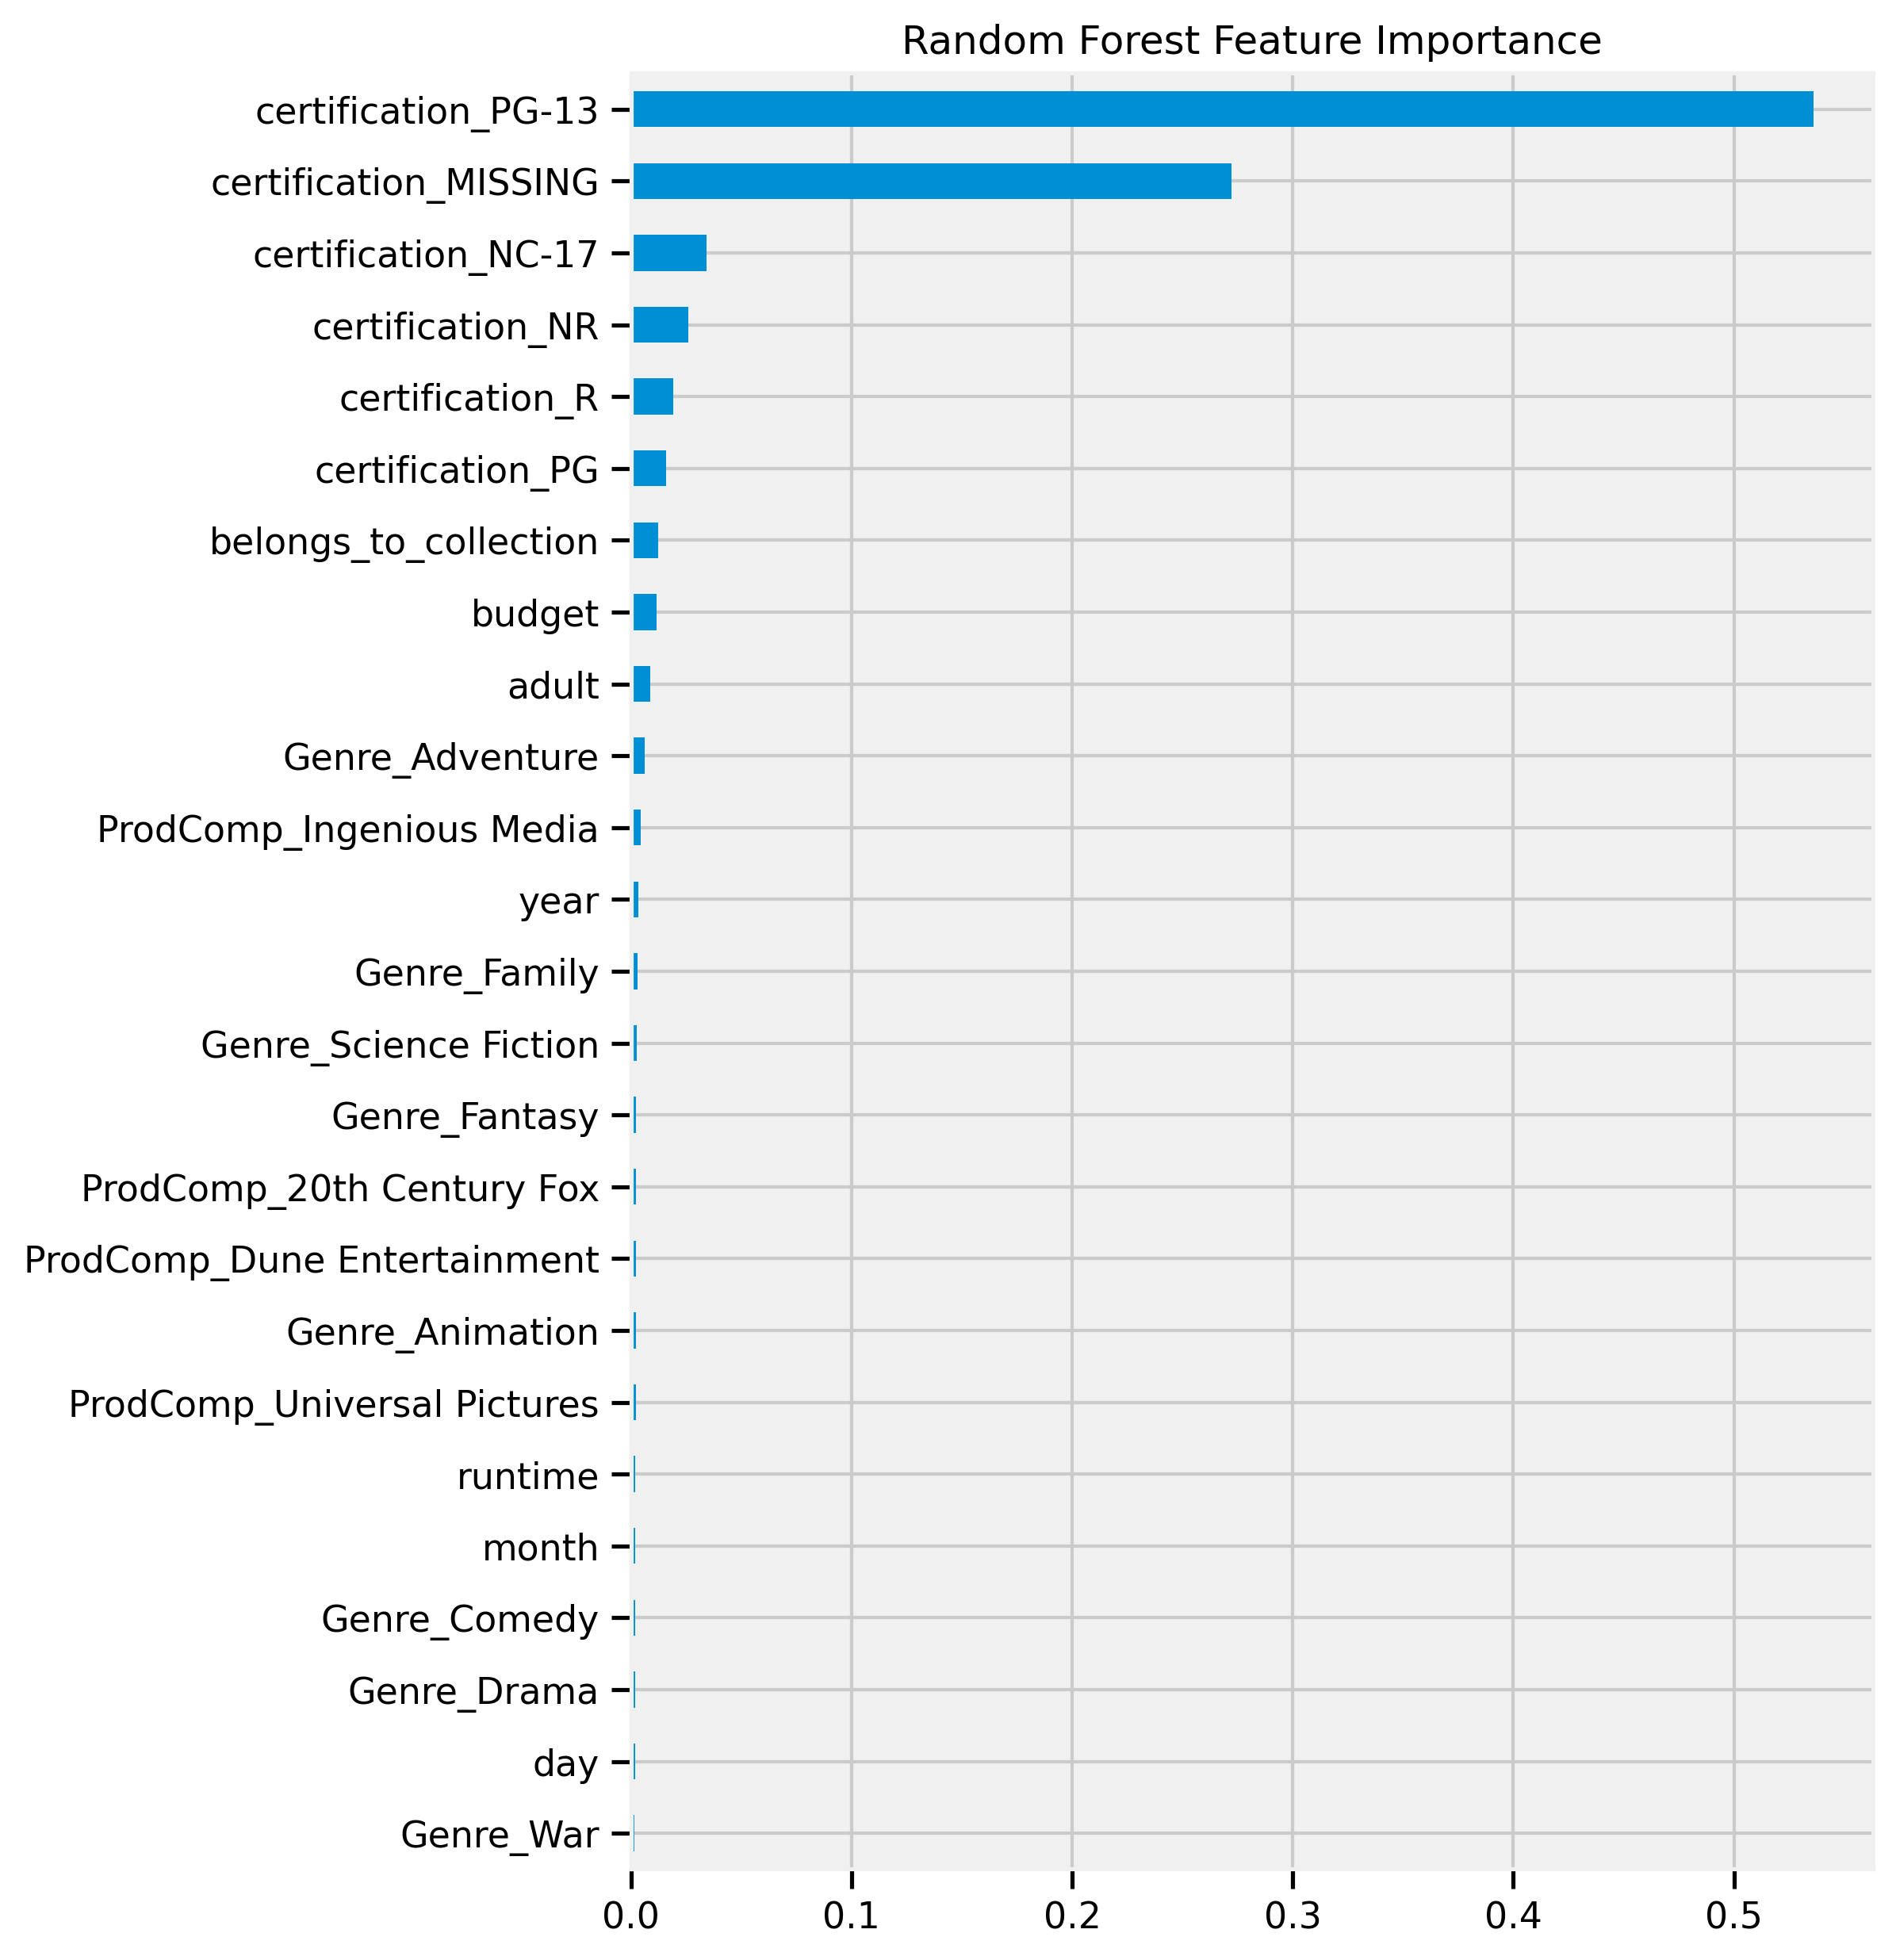 Random Forest Feature Importance
certification_PG-13
certification_MISSING
certification_NC-17
certification_NR
certification_R
certification_PG
belongs_to_collection
budget
adult
Genre_Adventure
ProdComp_Ingenious Media
year
Genre_Family
Genre_Science Fiction
Genre_Fantasy
ProdComp_20th Century Fox
ProdComp_Dune Entertainment
Genre_Animation
ProdComp_Universal Pictures
runtime
month
Genre_Comedy
Genre_Drama
day
Genre_War
0.0 0.1 0.2 0.3 0.4 0.5